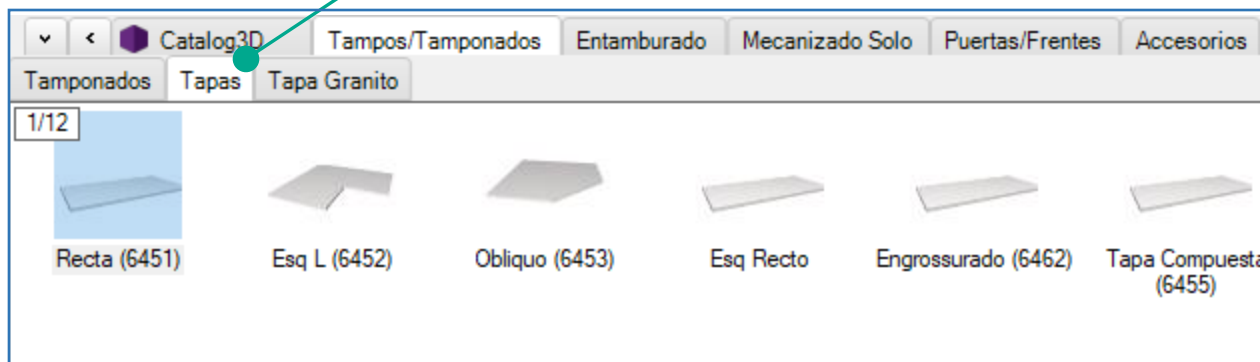 Catalog3D Tampos/Tamponados Entamburado Mecanizado Solo Puertas/Frentes Accesorios
Tamponados Tapas Tapa Granito
1/12
Recta (6451) Esq L (6452) Obliquo (6453) Esq Recto Engrossurado (6462) Tapa Compuesta
(6455)